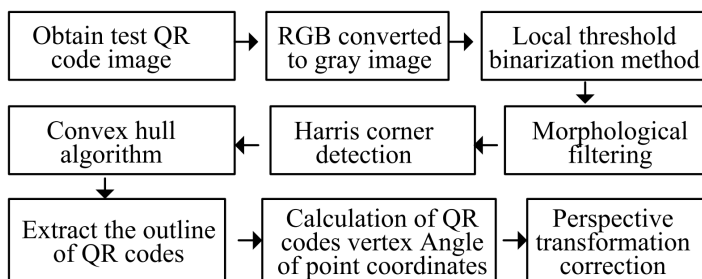 Obtain test QR
code image
RGB converted
to gray image
Local threshold
binarization method
Morphological
filtering
Harris corner
detection
Convex hull
algorithm
Extract the outline
of QR codes
Calculation of QR
codes vertex Angle
of point coordinates
Perspective
transformation
correction